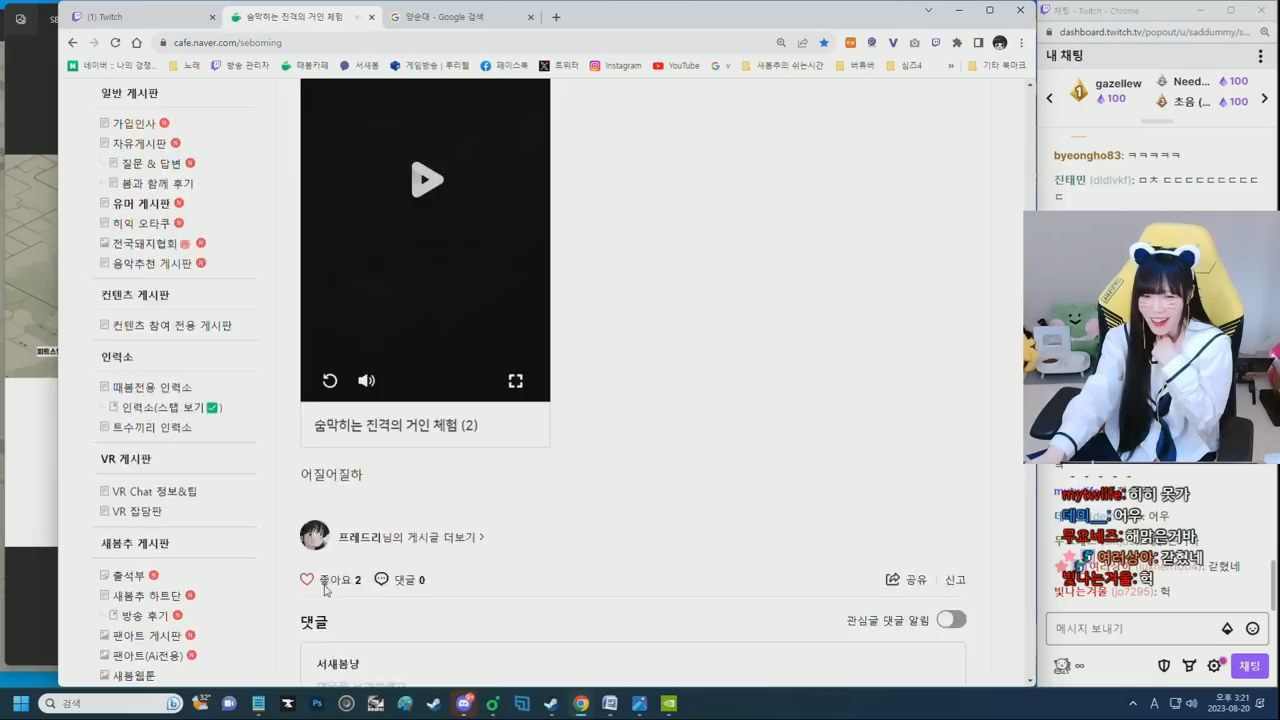 (1) Twitch
숨막히는 진격의 거인 체험
양순대 - Google 검색
cafe.naver.com/seboming
네이버 :: 나의 경쟁...
노래
방송 관리자
때봄카페
서새봄
게임방송 | 루리웹
페이스북
트위터
Instagram
YouTube
G v
새봄추의 쉬는시간
버튜버
심즈4
»
기타 북마크
일반 게시판
가입인사
자유게시판
질문 & 답변
봄과 함께 후기
유머 게시판
히익 오타쿠
전국돼지협회
음악추천 게시판
컨텐츠 게시판
컨텐츠 참여 전용 게시판
인력소
때봄전용 인력소
인력소(스탭 보기✅)
트수끼리 인력소
VR 게시판
VR Chat 정보&팁
VR 잡담판
새봄추 게시판
출석부
새봄추 하트단
방송 후기
팬아트 게시판
팬아트(Ai전용)
새봄웹툰
숨막히는 진격의 거인 체험 (2)
어질어질하
프레드리님의 게시글 더보기 >
좋아요 2 댓글 0
공유 신고
댓글
관심글 댓글 알림
서새봄냥
채팅 - Twitch - Chrome
dashboard.twitch.tv/popout/u/saddummy/s...
내 채팅
1 gazellew 100
2 Need... 100
3 초음 (... 100
byeongho83: ㅋㅋㅋㅋㅋ
진태민 (dldlvkf): ㅁㅊ ㄷㄷㄷㄷㄷㄷㄷㄷㄷ
ㄷ
mytwlife: 히히 못가
데미__: 어우
무요네즈: 해맑은거봐
여러상아: 갇혔네
빛나는겨울: 헉
어우
(jo7295): 헉
메시지 보내기
∞
채팅
검색
32°
A
오후 3:21
2023-08-20